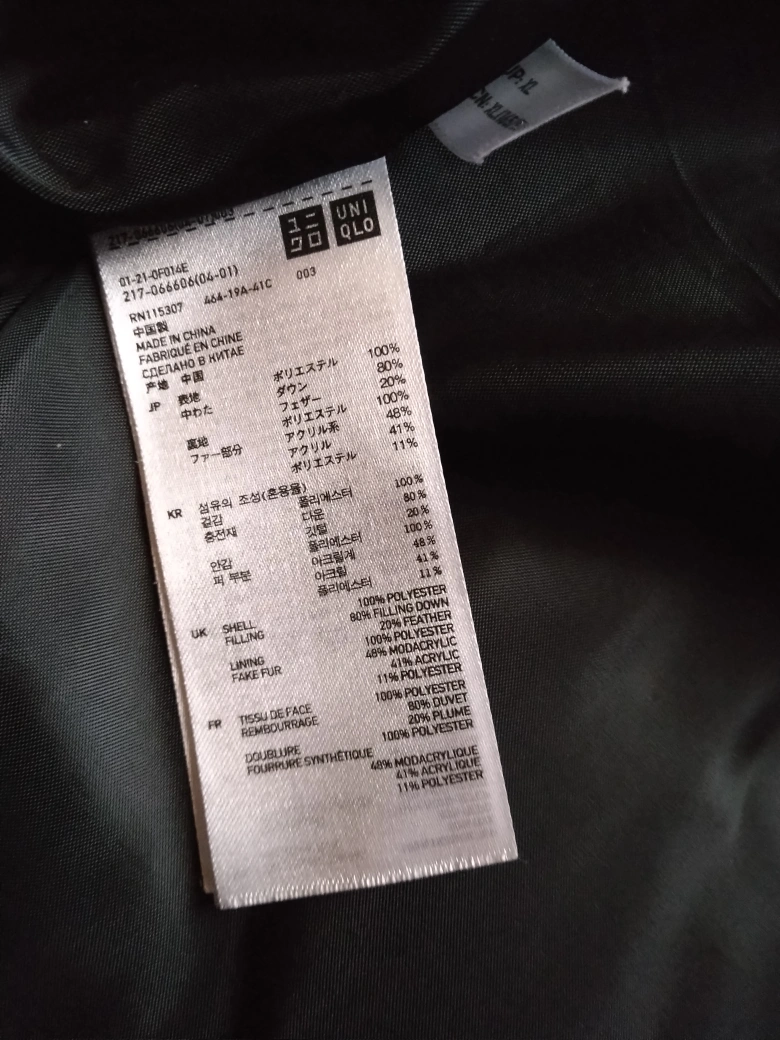 JP: XL
CN:
ユニクロ
UNIQLO
01-21-0F014E
217-066606(04-01)
RN115307 464-19A-41C 003
中国製
MADE IN CHINA
FABRIQUÉ EN CHINE
СДЕЛАНО В КИТАЕ
产地 中国
JP 表地 ポリエステル 100%
中わた ダウン 80%
フェザー 20%
裏地 ポリエステル 100%
ファー部分 アクリル系 48%
アクリル 41%
ポリエステル 11%
KR 섬유의 조성(혼용율)
겉감 폴리에스터 100%
충전재 다운 80%
깃털 20%
안감 폴리에스터 100%
퍼 부분 아크릴계 48%
아크릴 41%
폴리에스터 11%
UK SHELL 100% POLYESTER
FILLING 80% FILLING DOWN
20% FEATHER
LINING 100% POLYESTER
FAKE FUR 48% MODACRYLIC
41% ACRYLIC
11% POLYESTER
FR TISSU DE FACE 100% POLYESTER
REMBOURRAGE 80% DUVET
20% PLUME
DOUBLURE 100% POLYESTER
FOURRURE SYNTHÉTIQUE 48% MODACRYLIQUE
41% ACRYLIQUE
11% POLYESTER